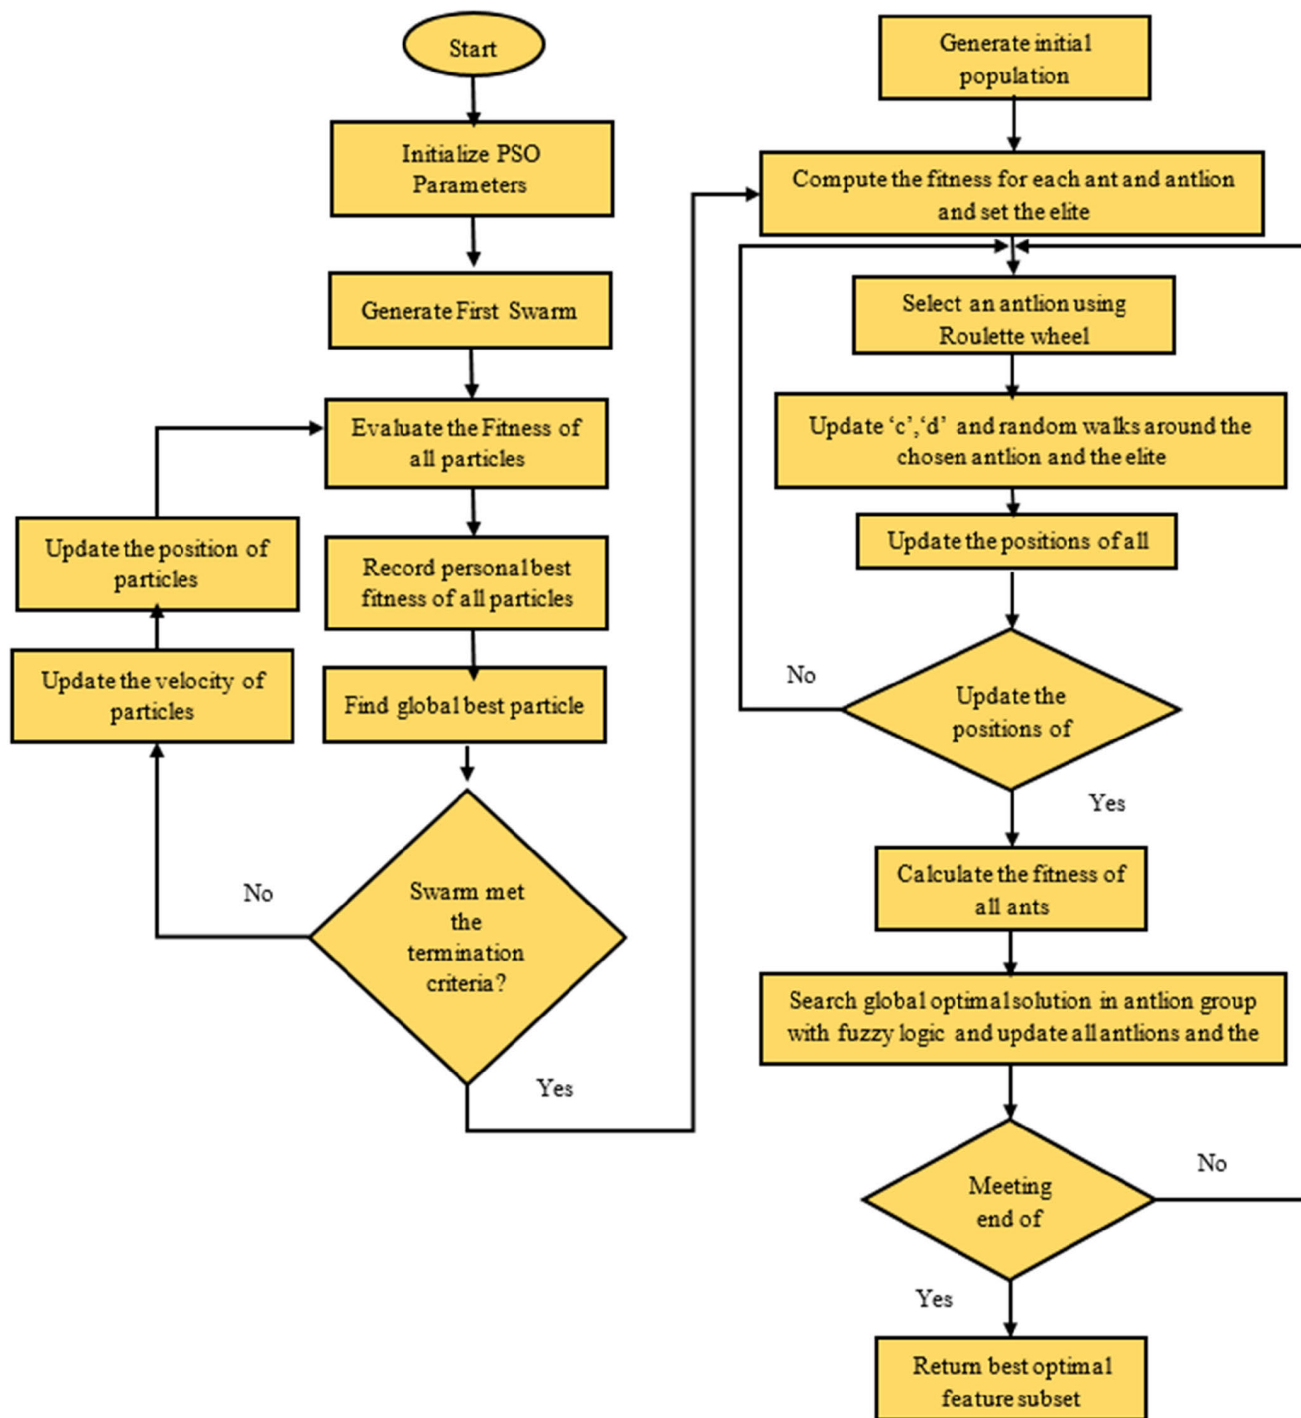 Start
Initialize PSO
Parameters
Generate First Swarm
Evaluate the Fitness of
all particles
Record personal best
fitness of all particles
Find global best particle
Swarm met
the
termination
criteria?
No
Update the velocity of
particles
Update the position of
particles
Yes
Generate initial
population
Compute the fitness for each ant and antlion
and set the elite
Select an antlion using
Roulette wheel
Update ‘c’,‘d’ and random walks around the
chosen antlion and the elite
Update the positions of all
Update the
positions of
No
Yes
Calculate the fitness of
all ants
Search global optimal solution in antlion group
with fuzzy logic and update all antlions and the
Meeting
end of
No
Yes
Return best optimal
feature subset